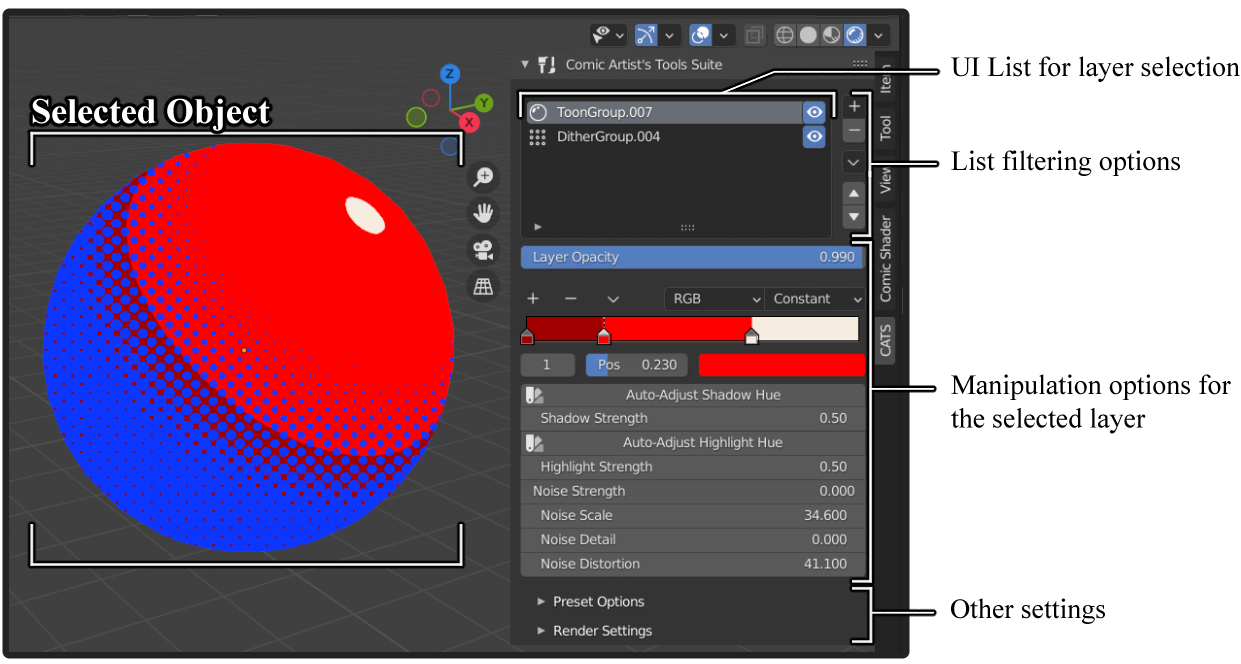 Comic Artist's Tools Suite
UI List for layer selection
Selected Object
Z
Y
X
ToonGroup.007
DitherGroup.004
Item
Tool
View
Comic Shader
CATS
List filtering options
Layer Opacity 0.990
RGB Constant
1 Pos 0.230
Auto-Adjust Shadow Hue
Shadow Strength 0.50
Auto-Adjust Highlight Hue
Highlight Strength 0.50
Noise Strength 0.000
Noise Scale 34.600
Noise Detail 0.000
Noise Distortion 41.100
Manipulation options for
the selected layer
Preset Options
Render Settings
Other settings